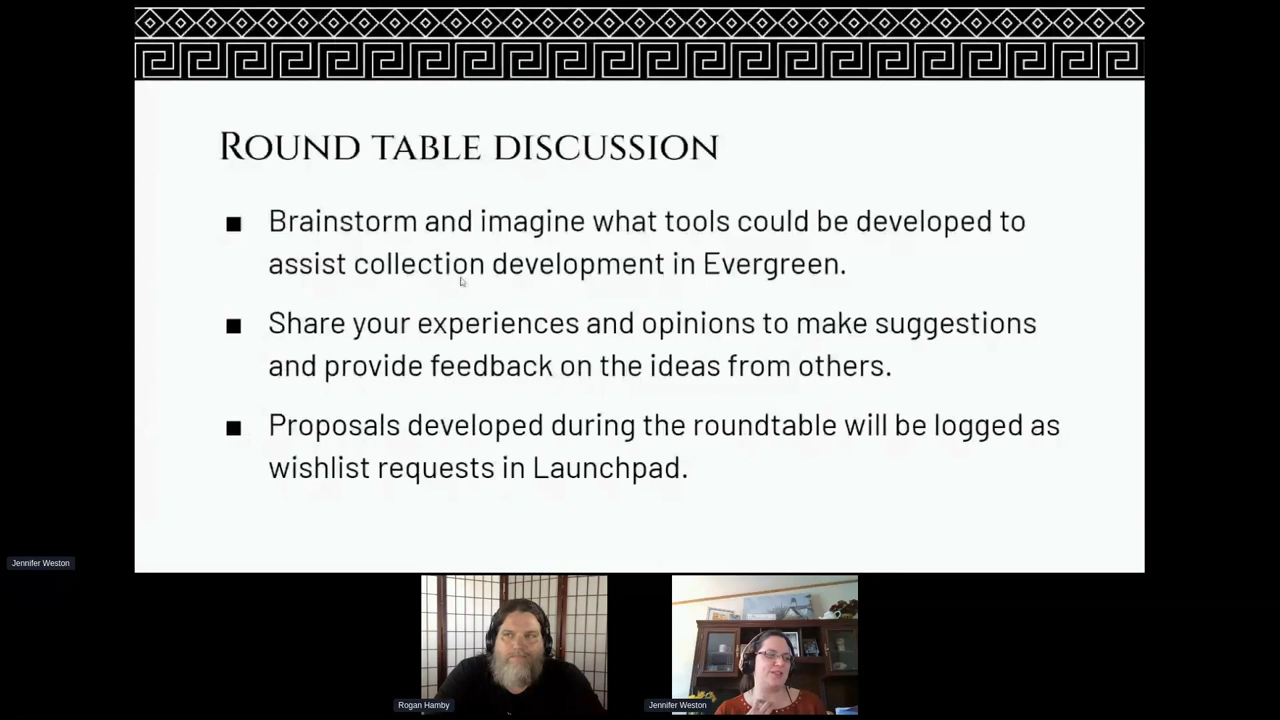 Round table discussion
■ Brainstorm and imagine what tools could be developed to
assist collection development in Evergreen.
■ Share your experiences and opinions to make suggestions
and provide feedback on the ideas from others.
■ Proposals developed during the roundtable will be logged as
wishlist requests in Launchpad.
Jennifer Weston
Rogan Hamby
Jennifer Weston